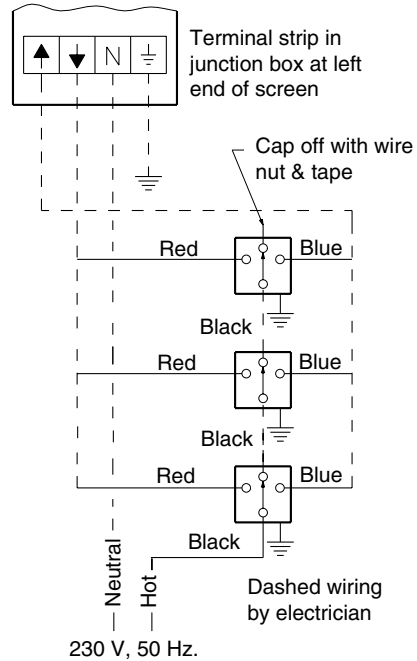 Terminal strip in
junction box at left
end of screen
N
Cap off with wire
nut & tape
Red
Blue
Black
Red
Blue
Black
Red
Blue
Black
Neutral
Hot
Dashed wiring
by electrician
230 V, 50 Hz.